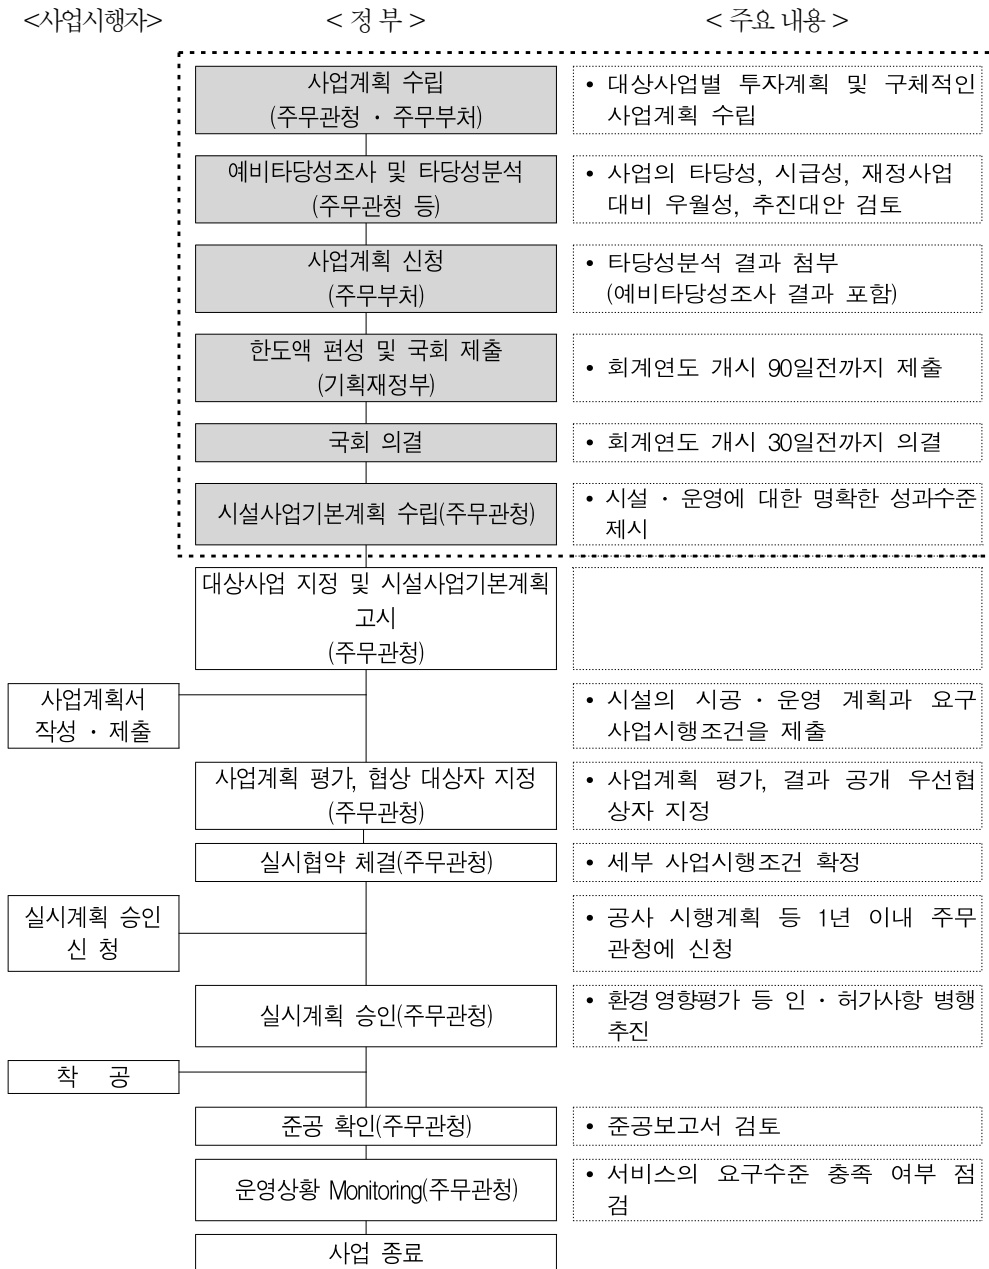 <사업시행자> < 정 부 > < 주요 내용 >
사업계획 수립
(주무관청 · 주무부처)
• 대상사업별 투자계획 및 구체적인
사업계획 수립
예비타당성조사 및 타당성분석
(주무관청 등)
• 사업의 타당성, 시급성, 재정사업
대비 우월성, 추진대안 검토
사업계획 신청
(주무부처)
• 타당성분석 결과 첨부
(예비타당성조사 결과 포함)
한도액 편성 및 국회 제출
(기획재정부)
• 회계연도 개시 90일전까지 제출
국회 의결
• 회계연도 개시 30일전까지 의결
시설사업기본계획 수립(주무관청)
• 시설 · 운영에 대한 명확한 성과수준
제시
대상사업 지정 및 시설사업기본계획
고시
(주무관청)
사업계획서
작성 · 제출
• 시설의 시공 · 운영 계획과 요구
사업시행조건을 제출
사업계획 평가, 협상 대상자 지정
(주무관청)
• 사업계획 평가, 결과 공개 우선협
상자 지정
실시협약 체결(주무관청)
• 세부 사업시행조건 확정
실시계획 승인
신 청
• 공사 시행계획 등 1년 이내 주무
관청에 신청
실시계획 승인(주무관청)
• 환경영향평가 등 인 · 허가사항 병행
추진
착 공
준공 확인(주무관청)
• 준공보고서 검토
운영상황 Monitoring(주무관청)
• 서비스의 요구수준 충족 여부 점
검
사업 종료